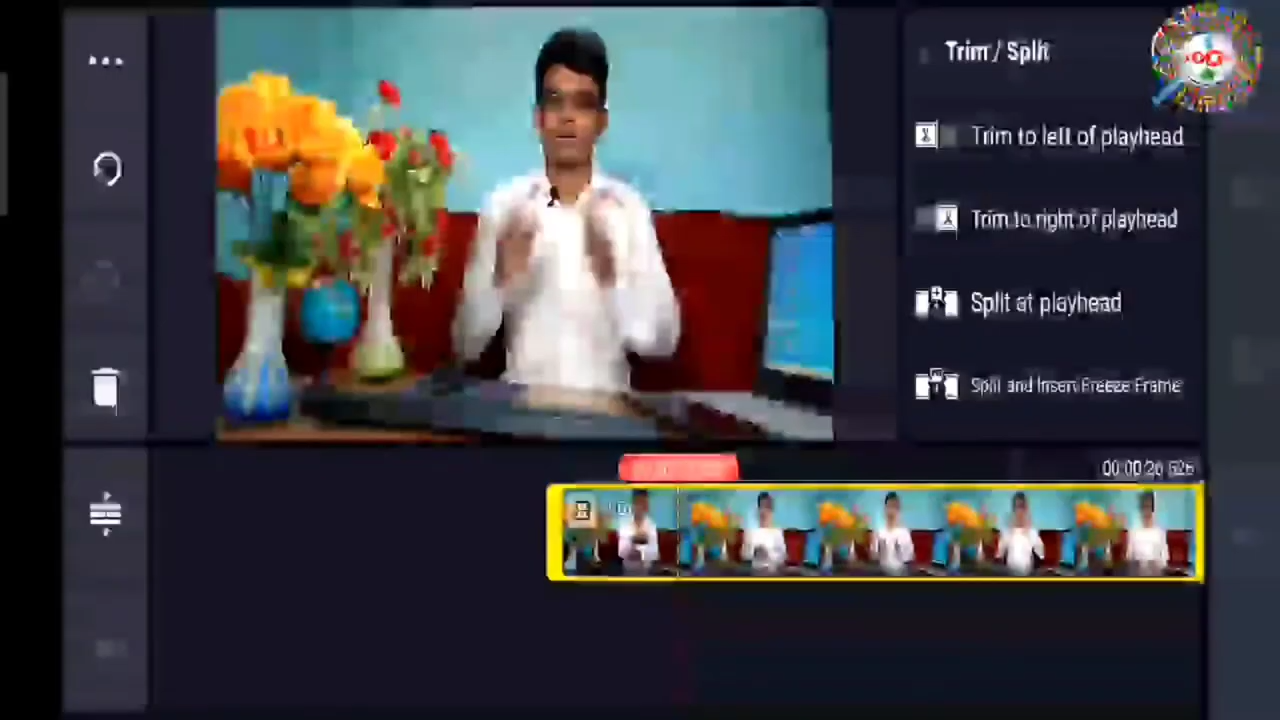 Trim / Split
Trim to left of playhead
Trim to right of playhead
Split at playhead
Split and Insert Freeze Frame